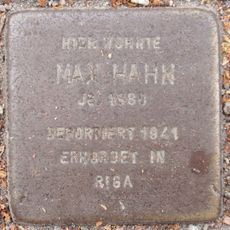 HIER WOHNTE
MAX HAHN
JG. 1880
DEPORTIERT 1941
ERMORDET IN
RIGA